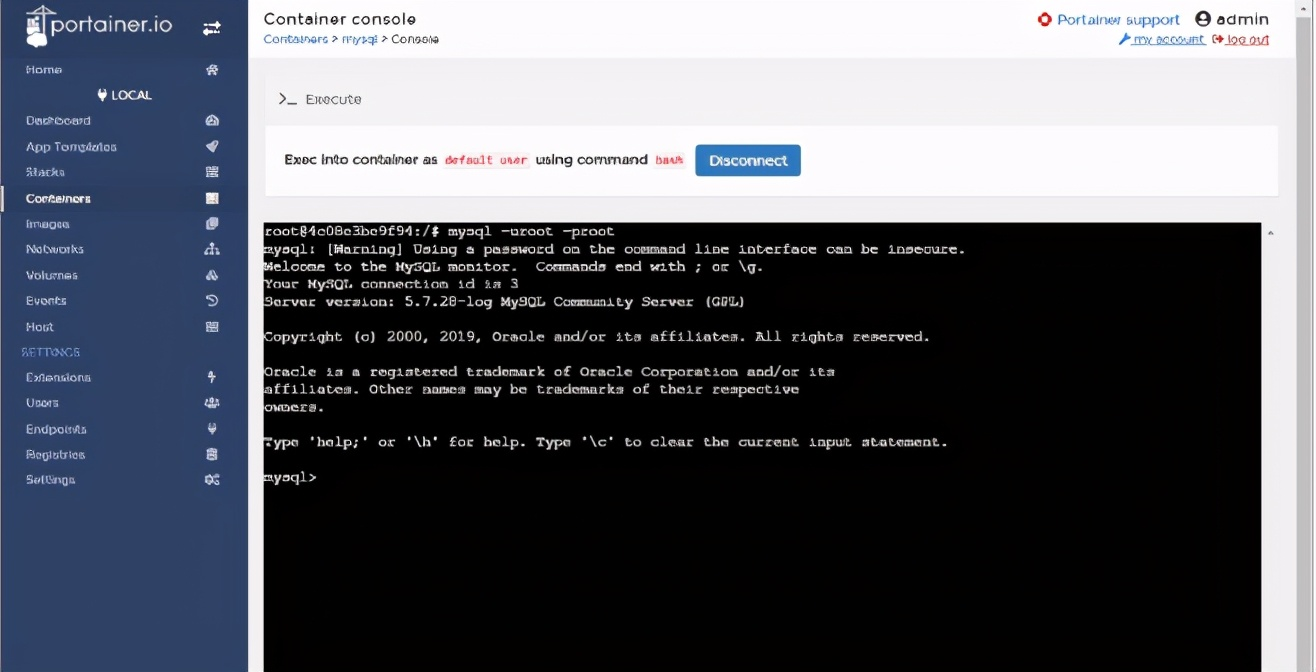 portainer.io
Home
LOCAL
Dashboard
App Templates
Stacks
Containers
Images
Networks
Volumes
Events
Host
SETTINGS
Extensions
Users
Endpoints
Registries
Settings
Container console
Containers > mysql > Console
Portainer support admin
my account log out
>_ Execute
Exec into container as default user using command bash Disconnect
mysql -uroot -proot
mysql: [Warning] Using a password on the command line interface can be insecure.
Welcome to the MySQL monitor. Commands end with ; or \g.
Your MySQL connection id is 3
Server version: 5.7.28-log MySQL Community Server (GPL)
Copyright (c) 2000, 2019, Oracle and/or its affiliates. All rights reserved.
Oracle is a registered trademark of Oracle Corporation and/or its
affiliates. Other names may be trademarks of their respective
owners.
Type 'help;' or '\h' for help. Type '\c' to clear the current input statement.
mysql>